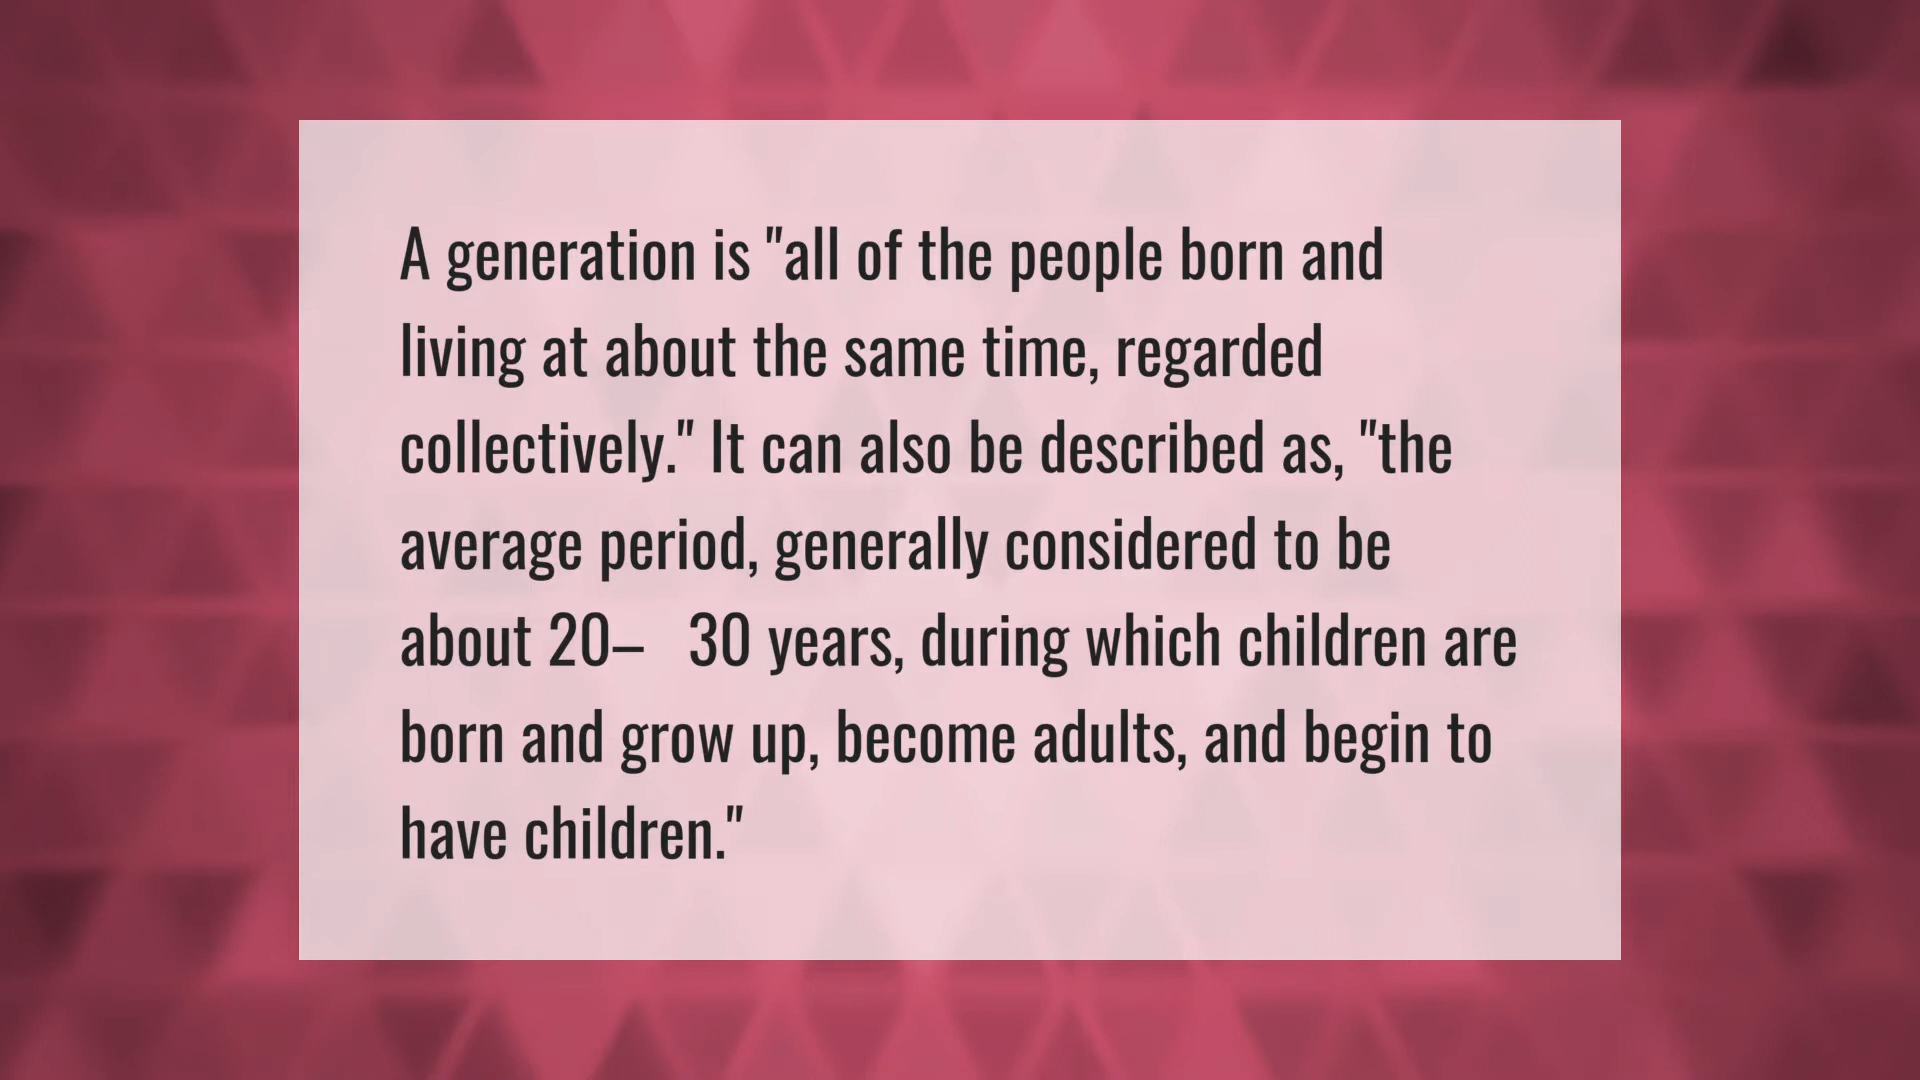 A generation is "all of the people born and
living at about the same time, regarded
collectively." It can also be described as, "the
average period, generally considered to be
about 20–  30 years, during which children are
born and grow up, become adults, and begin to
have children."